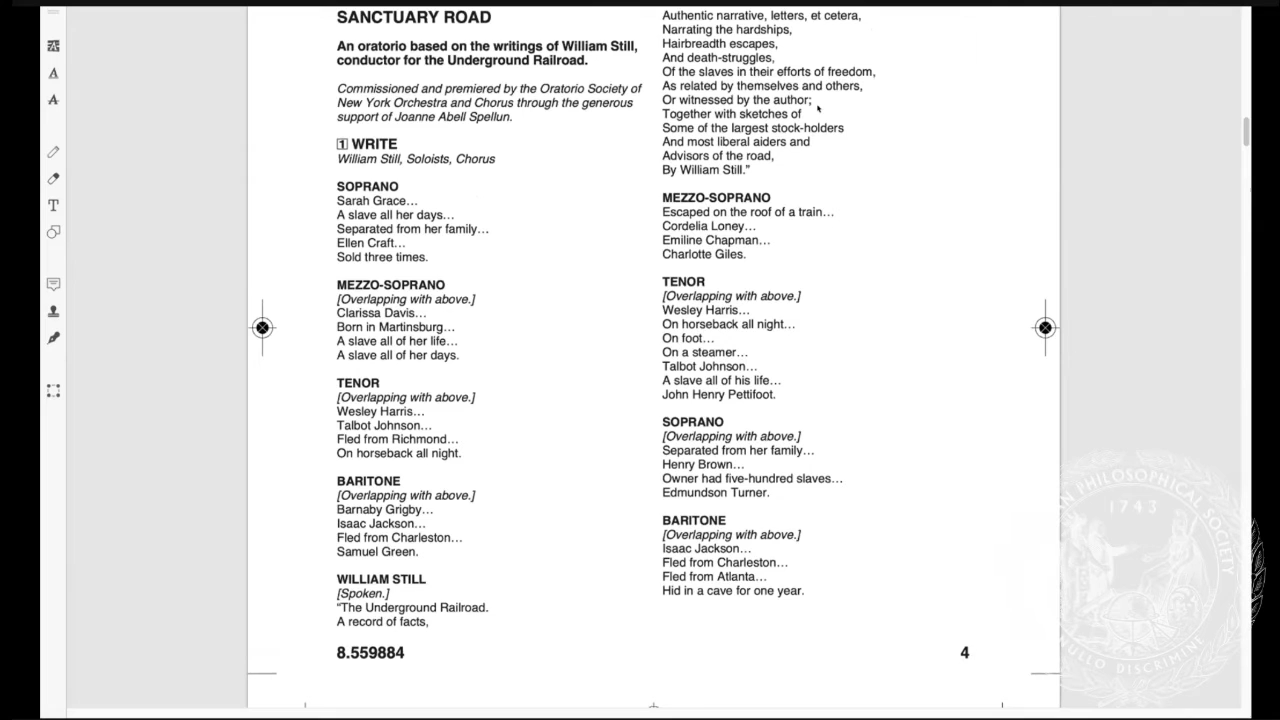 SANCTUARY ROAD
An oratorio based on the writings of William Still,
conductor for the Underground Railroad.
Commissioned and premiered by the Oratorio Society of
New York Orchestra and Chorus through the generous
support of Joanne Abell Spellun.
1 WRITE
William Still, Soloists, Chorus
SOPRANO
Sarah Grace…
A slave all her days…
Separated from her family…
Ellen Craft…
Sold three times.
MEZZO-SOPRANO
[Overlapping with above.]
Clarissa Davis…
Born in Martinsburg…
A slave all of her life…
A slave all of her days.
TENOR
[Overlapping with above.]
Wesley Harris…
Talbot Johnson…
Fled from Richmond…
On horseback all night.
BARITONE
[Overlapping with above.]
Barnaby Grigby…
Isaac Jackson…
Fled from Charleston…
Samuel Green.
WILLIAM STILL
[Spoken.]
“The Underground Railroad.
A record of facts,
Authentic narrative, letters, et cetera,
Narrating the hardships,
Hairbreadth escapes,
And death-struggles,
Of the slaves in their efforts of freedom,
As related by themselves and others,
Or witnessed by the author;
Together with sketches of
Some of the largest stock-holders
And most liberal aiders and
Advisors of the road,
By William Still.”
MEZZO-SOPRANO
Escaped on the roof of a train…
Cordelia Loney…
Emiline Chapman…
Charlotte Giles.
TENOR
[Overlapping with above.]
Wesley Harris…
On horseback all night…
On foot…
On a steamer…
Talbot Johnson…
A slave all of his life…
John Henry Pettifoot.
SOPRANO
[Overlapping with above.]
Separated from her family…
Henry Brown…
Owner had five-hundred slaves…
Edmundson Turner.
BARITONE
[Overlapping with above.]
Isaac Jackson…
Fled from Charleston…
Fled from Atlanta…
Hid in a cave for one year.
8.559884
4
PHILOSOPHICAL SOCIETY
1743
NULLO DISCRIMINE